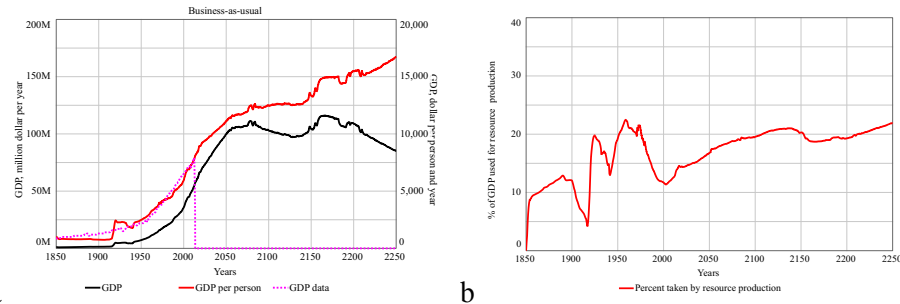 Business-as-usual
200M
150M
100M
50M
0M
GDP, million dollar per year
20,000
15,000
10,000
5,000
0
GDP, dollar per person and year
1850
1900
1950
2000
2050
2100
2150
2200
2250
Years
GDP
GDP per person
GDP data
b
40
30
20
10
0
% of GDP used for resource production
1850
1900
1950
2000
2050
2100
2150
2200
2250
Years
Percent taken by resource production